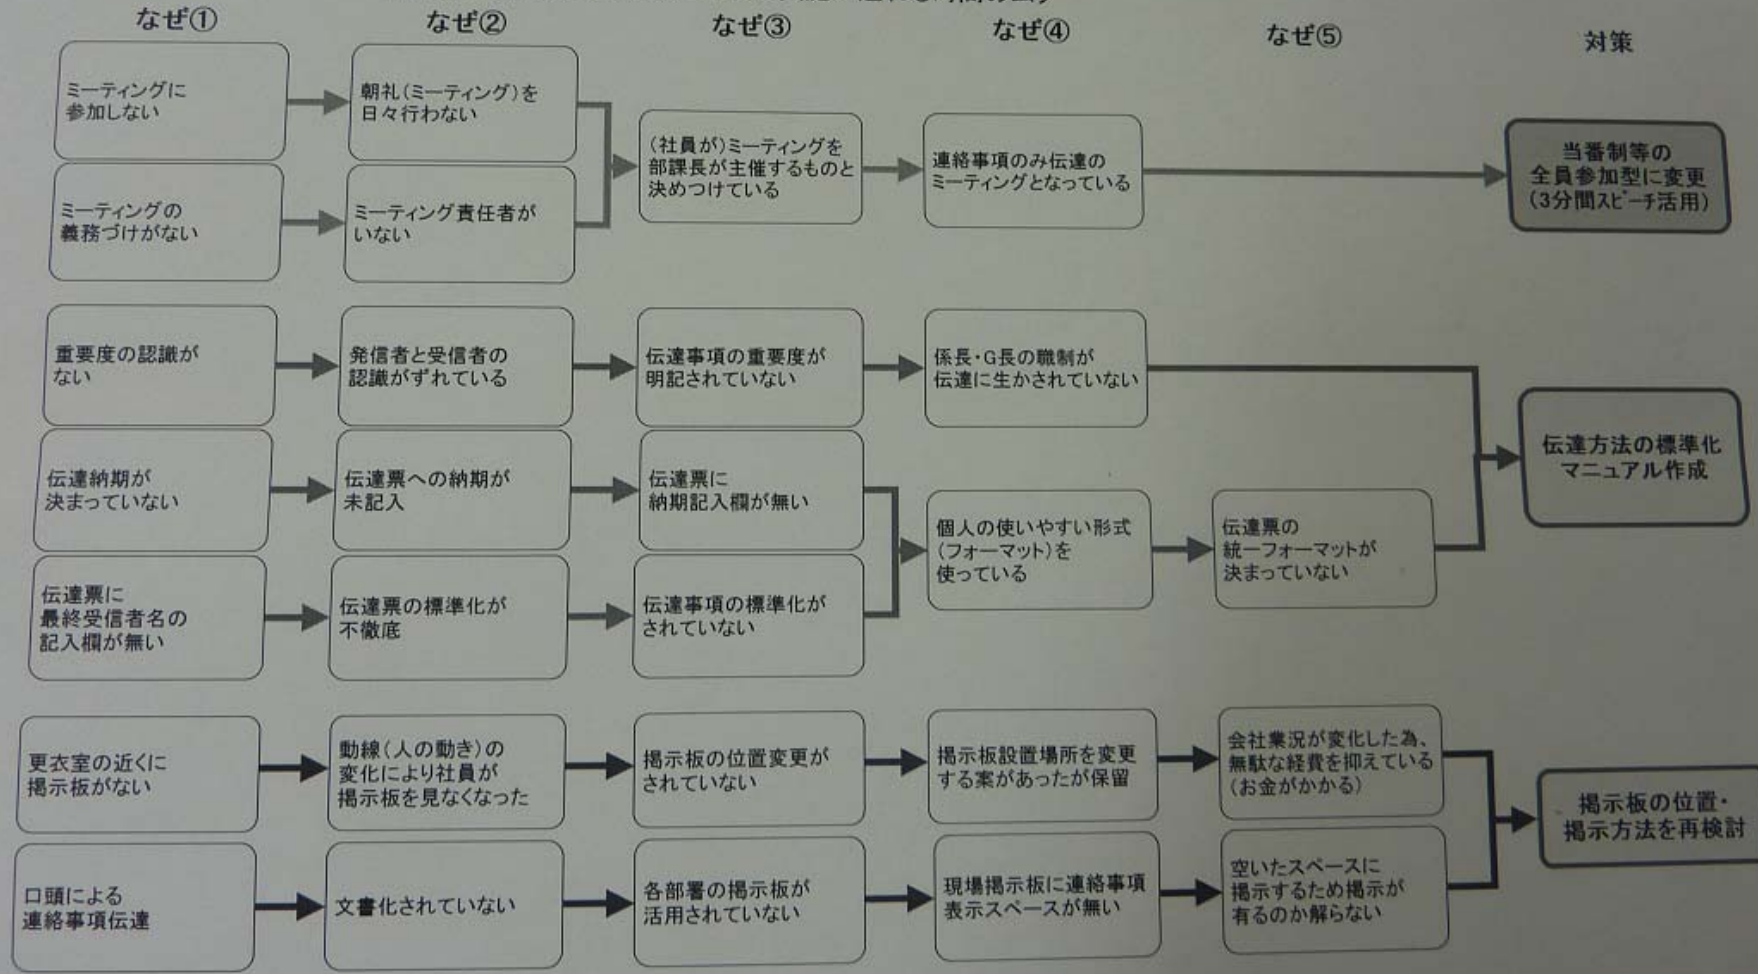 なぜ①
なぜ②
なぜ③
なぜ④
なぜ⑤
対策
ミーティングに
参加しない
朝礼(ミーティング)を
日々行わない
(社員が)ミーティングを
部課長が主催するものと
決めつけている
連絡事項のみ伝達の
ミーティングとなっている
当番制等の
全員参加型に変更
(3分間スピーチ活用)
ミーティングの
義務づけがない
ミーティング責任者が
いない
重要度の認識が
ない
発信者と受信者の
認識がずれている
伝達事項の重要度が
明記されていない
係長・G長の職制が
伝達に生かされていない
伝達方法の標準化
マニュアル作成
伝達納期が
決まっていない
伝達票への納期が
未記入
伝達票に
納期記入欄が無い
個人の使いやすい形式
(フォーマット)を
使っている
伝達票の
統一フォーマットが
決まっていない
伝達票に
最終受信者名の
記入欄が無い
伝達票の標準化が
不徹底
伝達事項の標準化が
されていない
更衣室の近くに
掲示板がない
動線(人の動き)の
変化により社員が
掲示板を見なくなった
掲示板の位置変更が
されていない
掲示板設置場所を変更
する案があったが保留
会社業況が変化した為、
無駄な経費を抑えている
(お金がかかる)
掲示板の位置・
掲示方法を再検討
口頭による
連絡事項伝達
文書化されていない
各部署の掲示板が
活用されていない
現場掲示板に連絡事項
表示スペースが無い
空いたスペースに
掲示するため掲示が
有るのか解らない